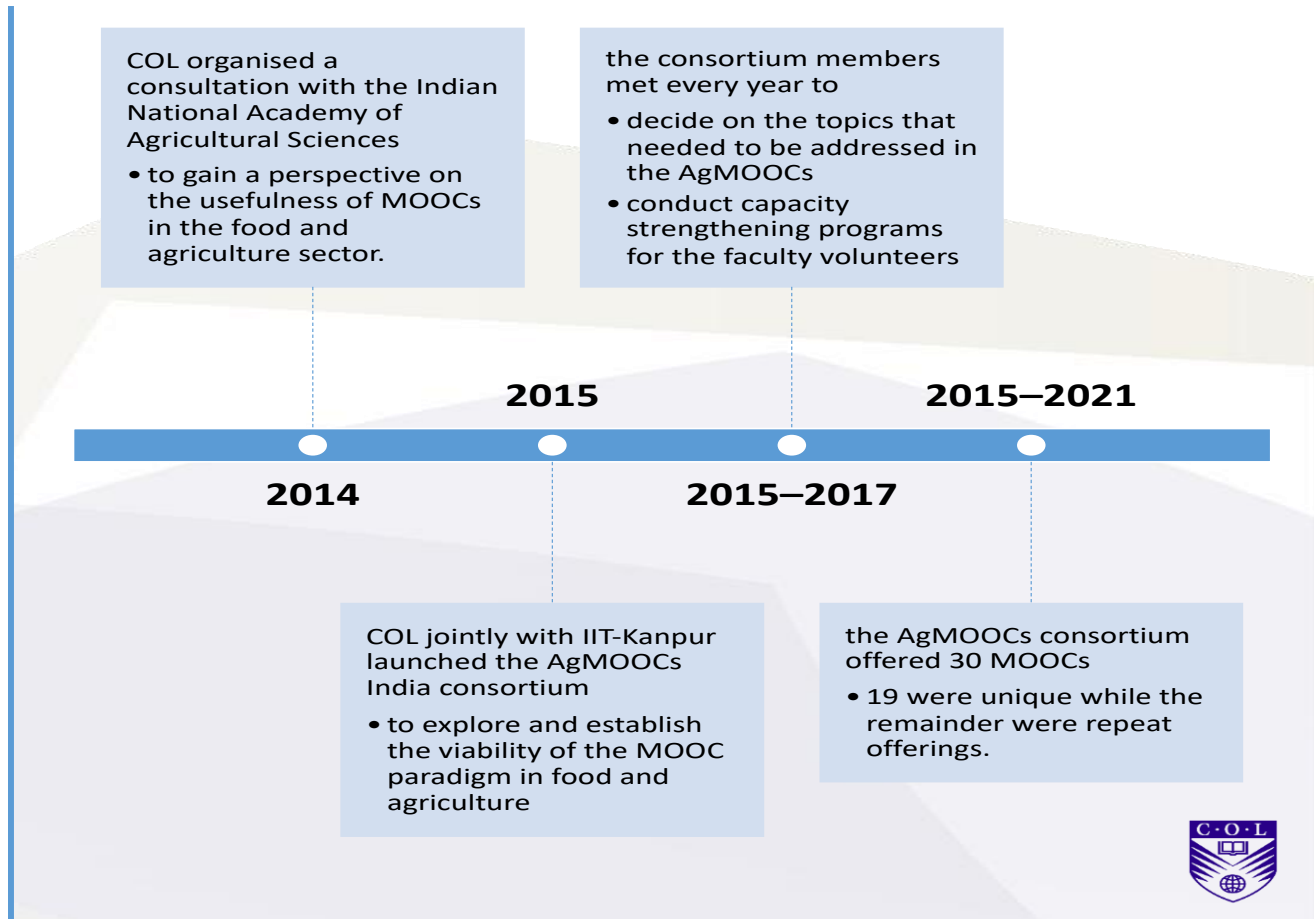 COL organised a
consultation with the Indian
National Academy of
Agricultural Sciences
• to gain a perspective on
the usefulness of MOOCs
in the food and
agriculture sector.
the consortium members
met every year to
• decide on the topics that
needed to be addressed in
the AgMOOCs
• conduct capacity
strengthening programs
for the faculty volunteers
2015
2015–2021
2014
2015–2017
COL jointly with IIT-Kanpur
launched the AgMOOCs
India consortium
• to explore and establish
the viability of the MOOC
paradigm in food and
agriculture
the AgMOOCs consortium
offered 30 MOOCs
• 19 were unique while the
remainder were repeat
offerings.
C·O·L